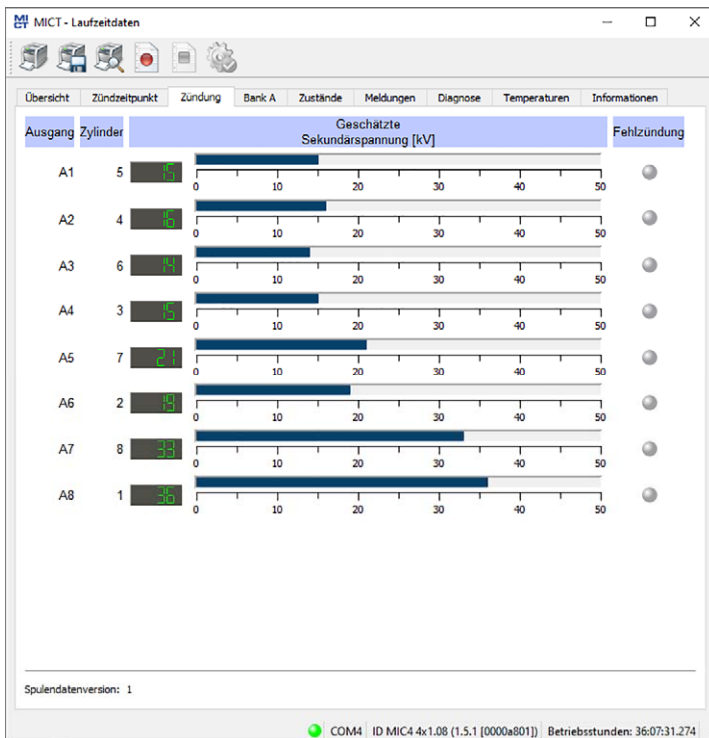 MICT - Laufzeitdaten
Übersicht Zündzeitpunkt Zündung Bank A Zustände Meldungen Diagnose Temperaturen Informationen
Ausgang Zylinder Geschätzte Sekundärspannung [kV] Fehlzündung
A1 5 15
0 10 20 30 40 50
A2 4 16
0 10 20 30 40 50
A3 6 14
0 10 20 30 40 50
A4 3 15
0 10 20 30 40 50
A5 7 21
0 10 20 30 40 50
A6 2 19
0 10 20 30 40 50
A7 8 33
0 10 20 30 40 50
A8 1 36
0 10 20 30 40 50
Spulendatenversion: 1
COM4 ID MIC4 4x1.08 (1.5.1 [0000a801]) Betriebsstunden: 36:07:31.274